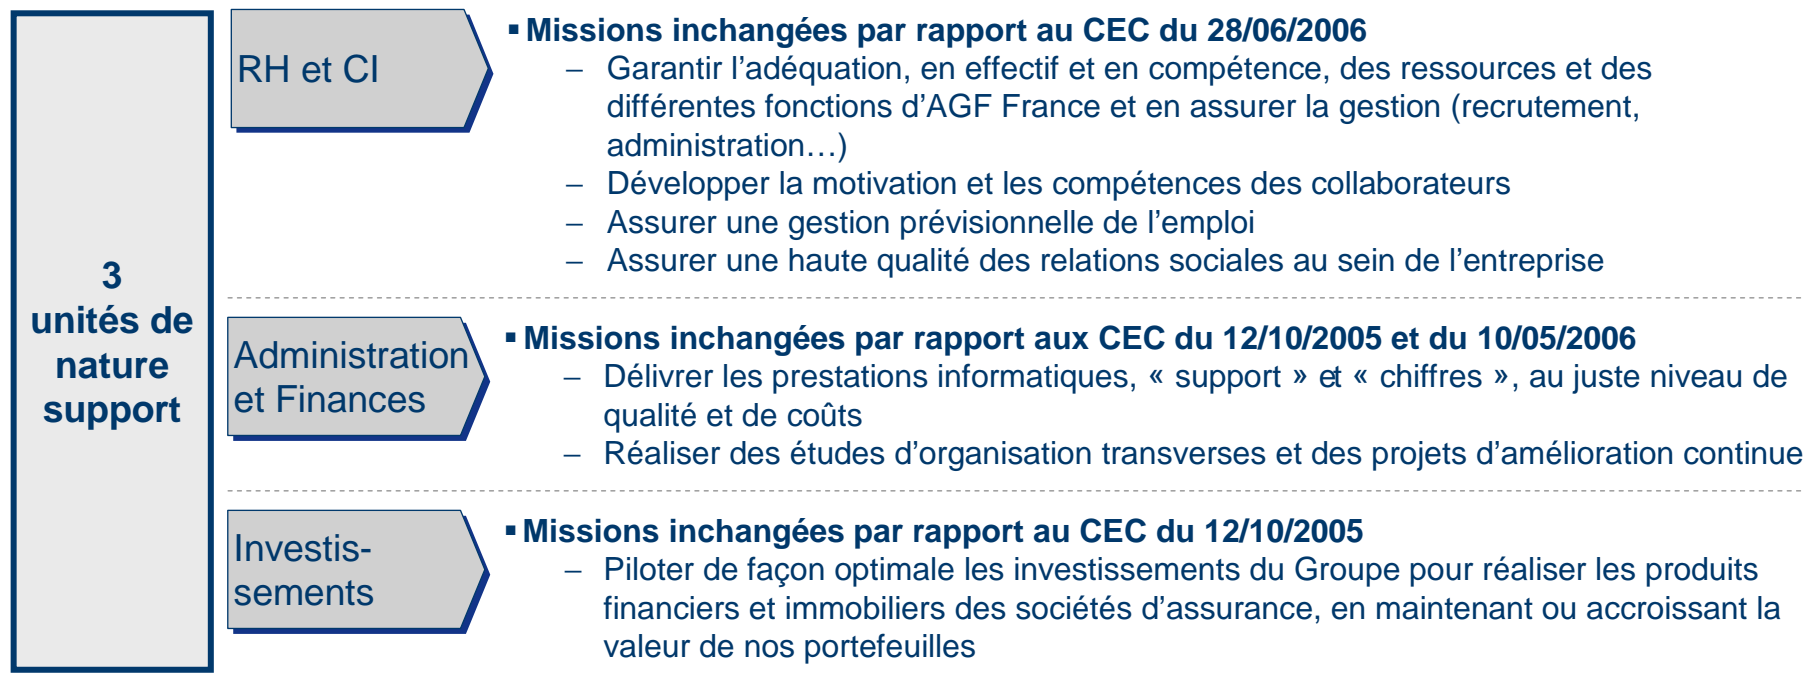 3
unités de
nature
support
RH et CI
▪ Missions inchangées par rapport au CEC du 28/06/2006
– Garantir l’adéquation, en effectif et en compétence, des ressources et des
différentes fonctions d’AGF France et en assurer la gestion (recrutement,
administration…)
– Développer la motivation et les compétences des collaborateurs
– Assurer une gestion prévisionnelle de l’emploi
– Assurer une haute qualité des relations sociales au sein de l’entreprise
Administration
et Finances
▪ Missions inchangées par rapport aux CEC du 12/10/2005 et du 10/05/2006
– Délivrer les prestations informatiques, « support » et « chiffres », au juste niveau de
qualité et de coûts
– Réaliser des études d’organisation transverses et des projets d’amélioration continue
Investis-
sements
▪ Missions inchangées par rapport au CEC du 12/10/2005
– Piloter de façon optimale les investissements du Groupe pour réaliser les produits
financiers et immobiliers des sociétés d’assurance, en maintenant ou accroissant la
valeur de nos portefeuilles